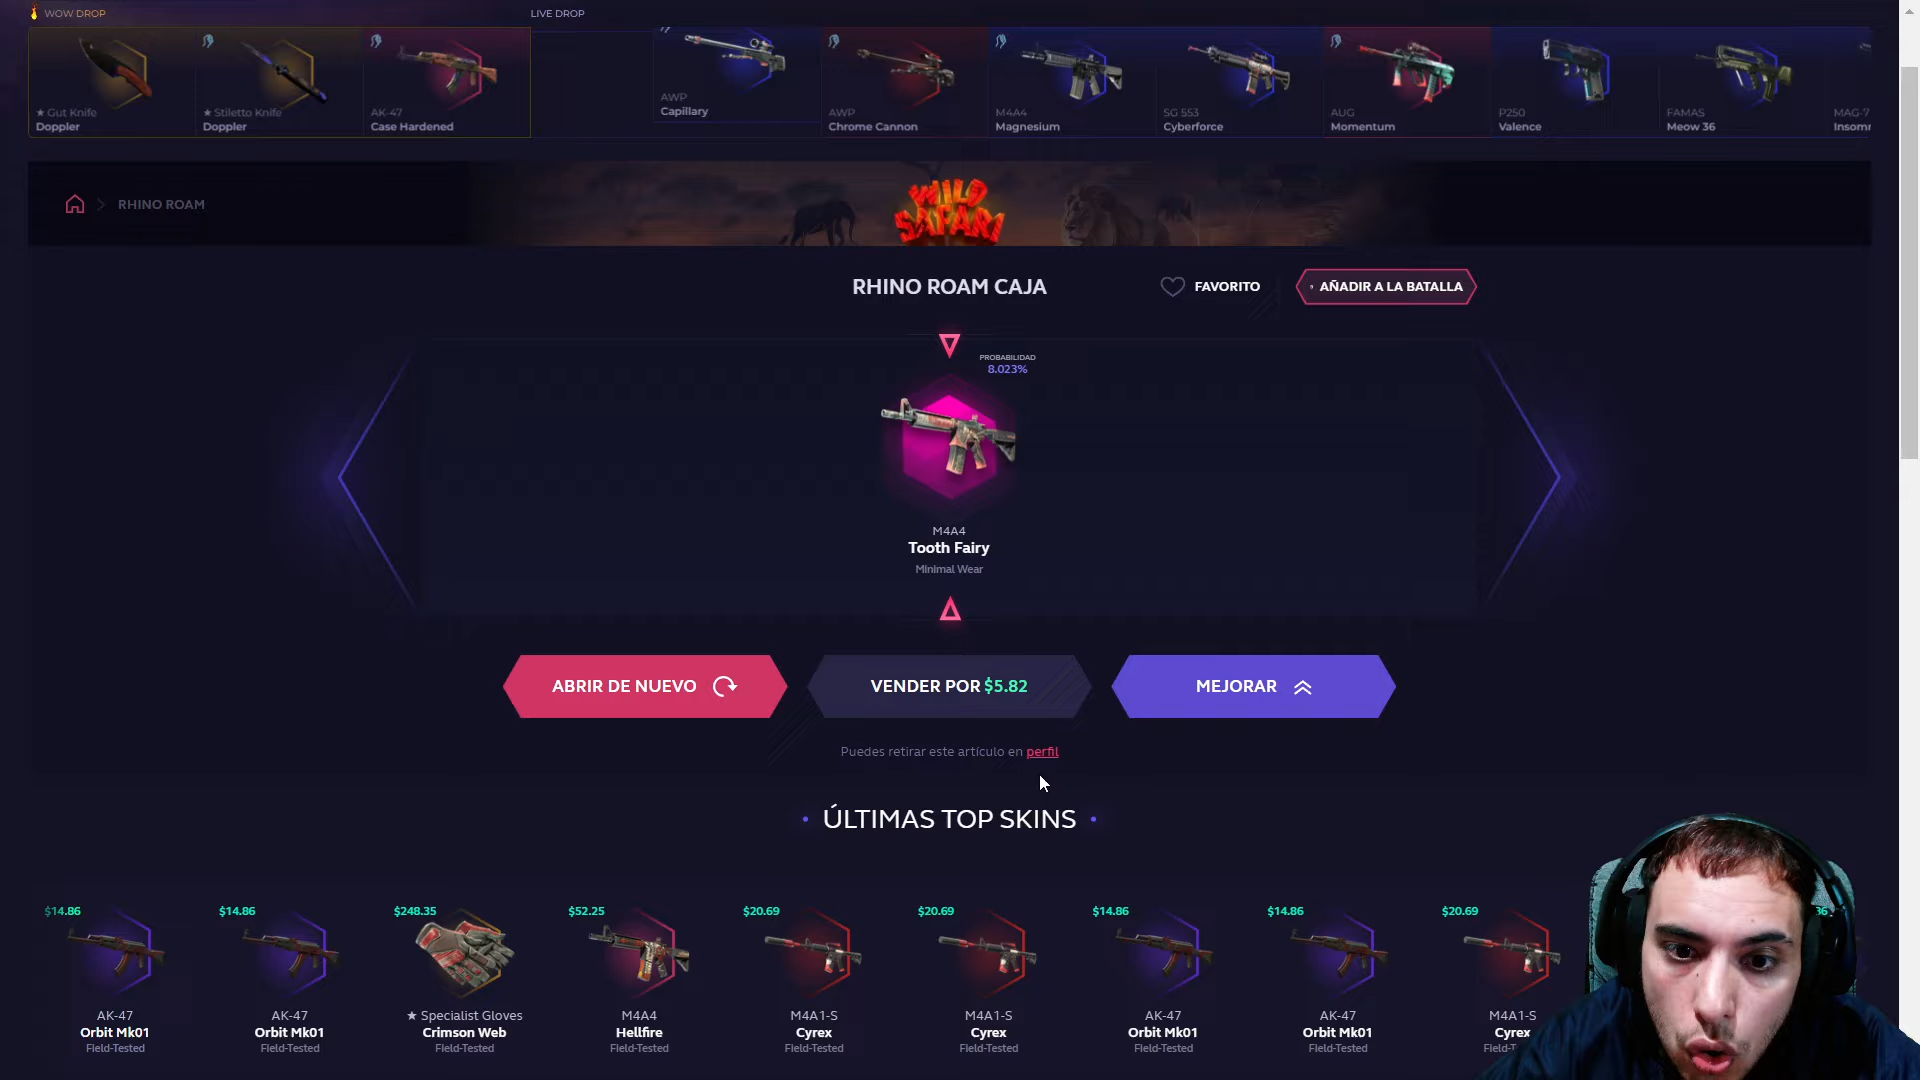 WOW DROP
LIVE DROP
★ Gut Knife
Doppler
★ Stiletto Knife
Doppler
AK-47
Case Hardened
AWP
Capillary
AWP
Chrome Cannon
M4A4
Magnesium
SG 553
Cyberforce
AUG
Momentum
P250
Valence
FAMAS
Meow 36
MAG-7
RHINO ROAM
WILD
SAFARI
RHINO ROAM CAJA
FAVORITO
AÑADIR A LA BATALLA
PROBABILIDAD
8.023%
M4A4
Tooth Fairy
Minimal Wear
ABRIR DE NUEVO
VENDER POR $5.82
MEJORAR
Puedes retirar este artículo en perfil
• ÚLTIMAS TOP SKINS •
$14.86
AK-47
Orbit Mk01
Field-Tested
$14.86
AK-47
Orbit Mk01
Field-Tested
$248.35
★ Specialist Gloves
Crimson Web
Field-Tested
$52.25
M4A4
Hellfire
Field-Tested
$20.69
M4A1-S
Cyrex
Field-Tested
$20.69
M4A1-S
Cyrex
Field-Tested
$14.86
AK-47
Orbit Mk01
Field-Tested
$14.86
AK-47
Orbit Mk01
Field-Tested
$20.69
M4A1-S
Cyrex